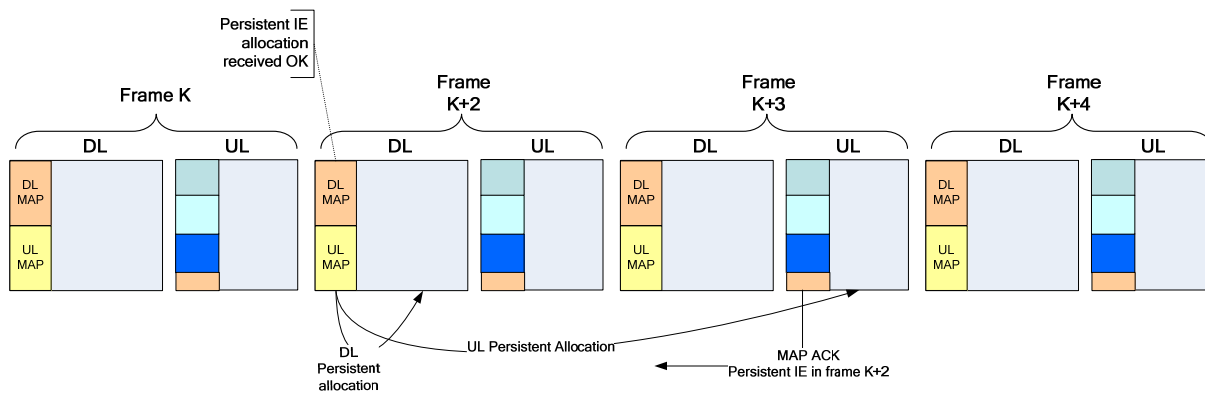 Persistent IE
allocation
received OK
Frame K
Frame
K+2
Frame
K+3
Frame
K+4
DL
UL
DL
UL
DL
UL
DL
UL
DL
MAP
UL
MAP
DL
MAP
UL
MAP
DL
MAP
UL
MAP
DL
MAP
UL
MAP
DL
Persistent
allocation
UL Persistent Allocation
MAP ACK
Persistent IE in frame K+2